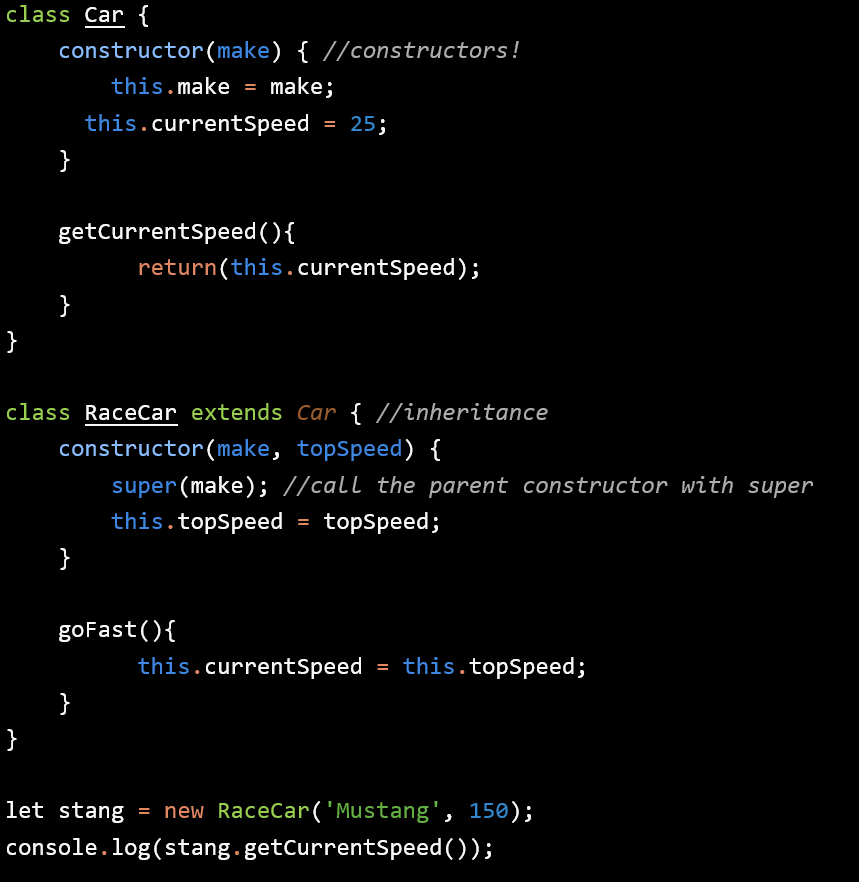 class Car {
    constructor(make) { //constructors!
        this.make = make;
      this.currentSpeed = 25;
    }

    getCurrentSpeed(){
          return(this.currentSpeed);
    }
}

class RaceCar extends Car { //inheritance
    constructor(make, topSpeed) {
        super(make); //call the parent constructor with super
        this.topSpeed = topSpeed;
    }

    goFast(){
          this.currentSpeed = this.topSpeed;
    }
}

let stang = new RaceCar('Mustang', 150);
console.log(stang.getCurrentSpeed());